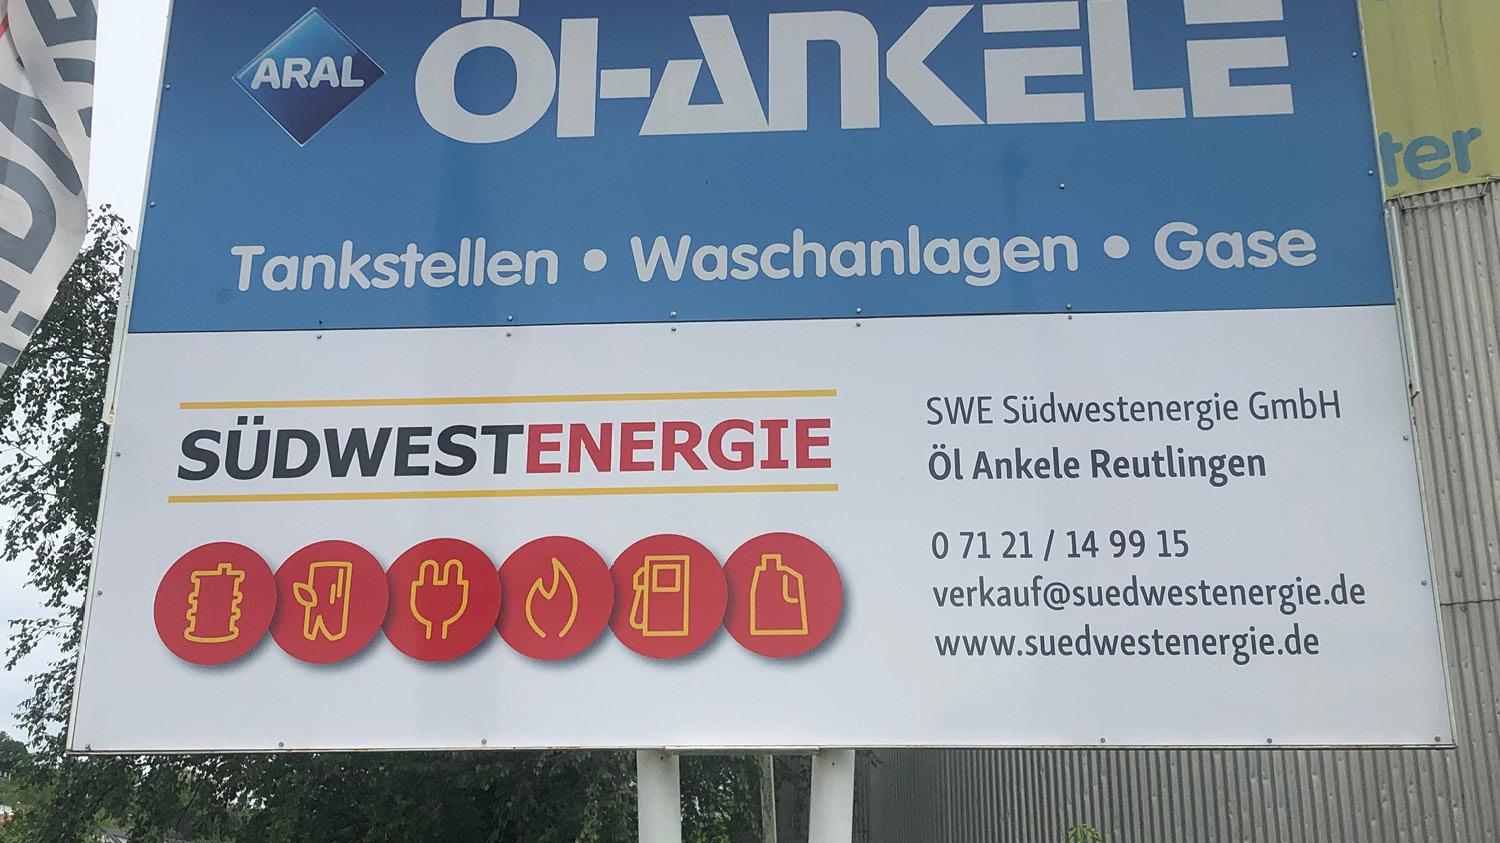 ARAL
Öl-ANKELE
Tankstellen • Waschanlagen • Gase
SÜDWESTENERGIE
SWE Südwestenergie GmbH
Öl Ankele Reutlingen
0 71 21 / 14 99 15
verkauf@suedwestenergie.de
www.suedwestenergie.de
ter